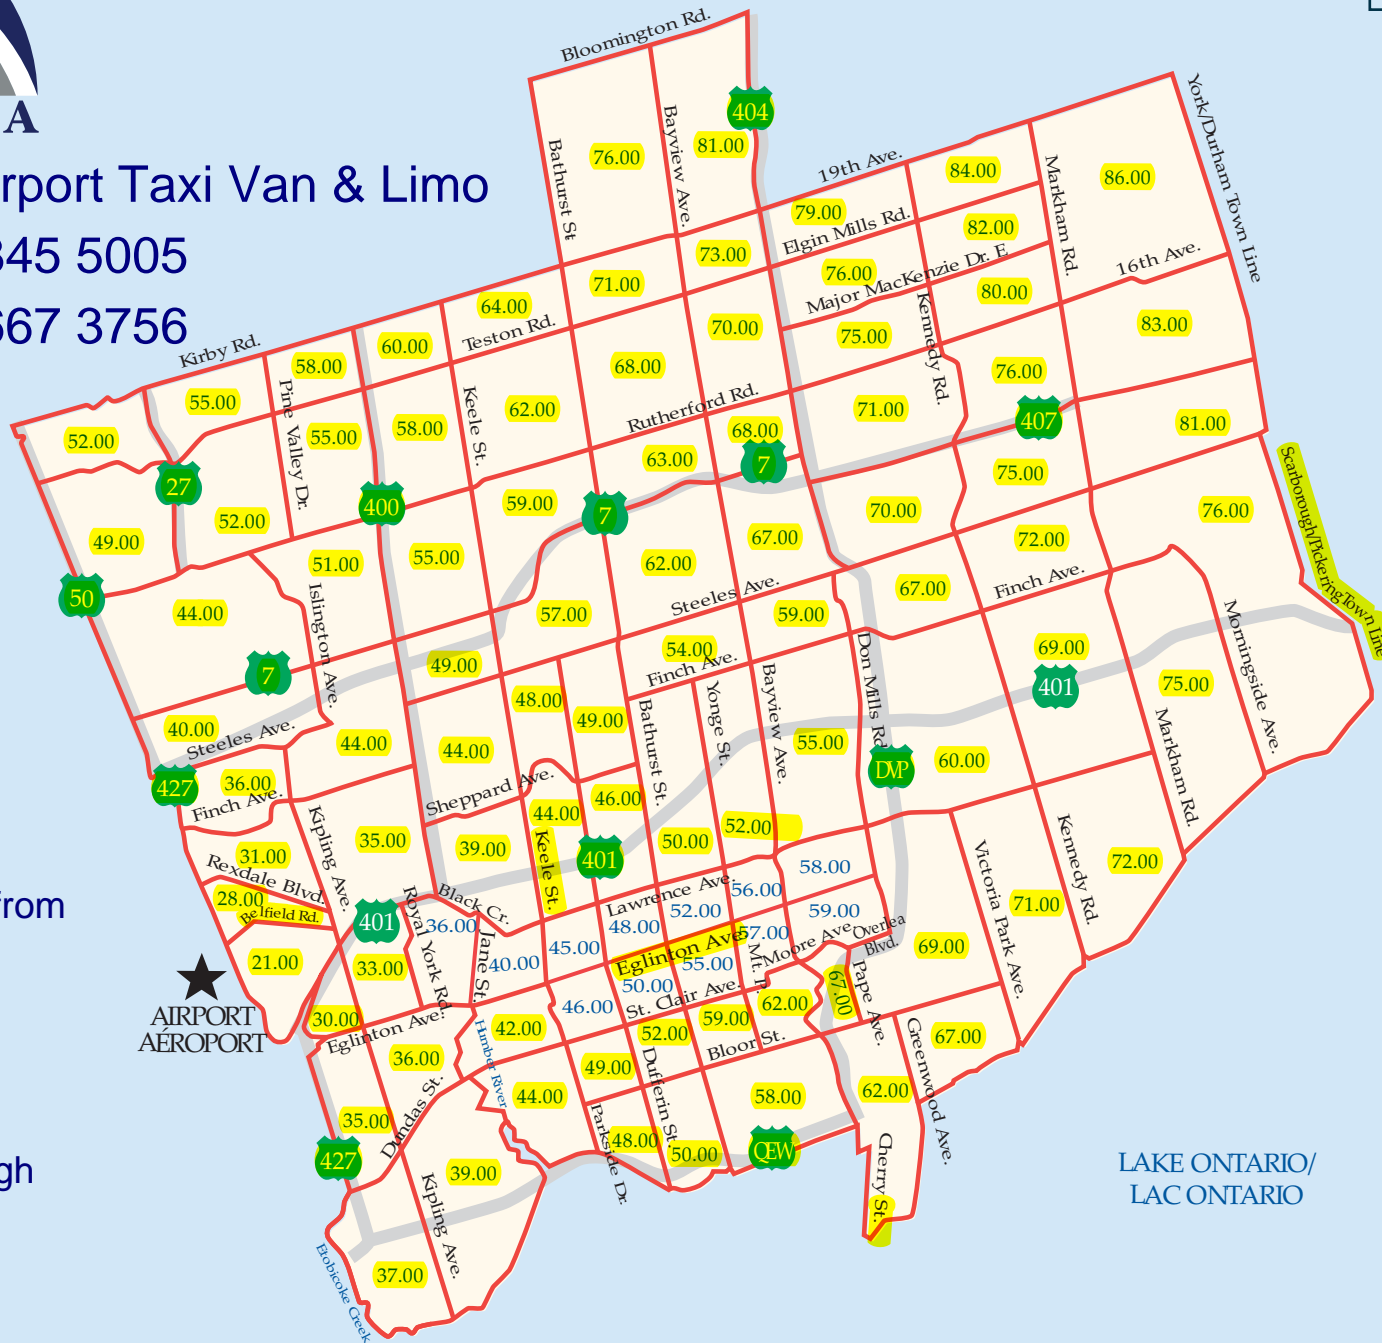 A
rport Taxi Van & Limo
345 5005
667 3756
from
gh
Bloomington Rd.
404
Bathurst St
Bayview Ave.
76.00
81.00
19th Ave.
84.00
86.00
York/Durham Town Line
Markham Rd.
79.00
Elgin Mills Rd.
82.00
73.00
76.00
Major MacKenzie Dr. E
16th Ave.
71.00
80.00
Kennedy Rd.
64.00
Teston Rd.
70.00
75.00
83.00
Kirby Rd.
60.00
58.00
68.00
76.00
55.00
Pine Valley Dr.
Keele St.
62.00
Rutherford Rd.
71.00
407
81.00
52.00
55.00
58.00
68.00
7
63.00
75.00
Scarborough/Pickering Town Line
27
400
59.00
7
70.00
76.00
49.00
52.00
67.00
72.00
51.00
55.00
62.00
Steeles Ave.
67.00
Finch Ave.
50
44.00
Islington Ave.
57.00
59.00
Morningside Ave.
7
49.00
54.00
Finch Ave.
Don Mills Rd
69.00
401
75.00
48.00
49.00
Bathurst St.
Yonge St.
Bayview Ave.
Markham Rd.
40.00
Steeles Ave.
44.00
44.00
55.00
60.00
DVP
427
36.00
Finch Ave.
Sheppard Ave.
46.00
44.00
Kipling Ave.
35.00
39.00
Keele St.
401
50.00
52.00
Victoria Park Ave.
Kennedy Rd.
72.00
31.00
Rexdale Blvd.
28.00
Belfield Rd.
58.00
56.00
Lawrence Ave.
52.00
59.00
71.00
401
Royal York Rd.
Black Cr.
36.00
Jane St.
48.00
57.00
Overlea
Blvd.
69.00
21.00
33.00
40.00
45.00
Eglinton Ave
55.00
Mt. P.
Moore Ave
50.00
46.00
St. Clair Ave.
62.00
67.00
Pape Ave.
AIRPORT
AÉROPORT
30.00
Eglinton Ave.
Humber River
42.00
52.00
59.00
Bloor St.
Greenwood Ave.
67.00
36.00
Dundas St.
49.00
Dufferin St.
58.00
62.00
44.00
35.00
Parkside Dr.
48.00
50.00
QEW
Cherry St.
427
39.00
Kipling Ave.
LAKE ONTARIO/
LAC ONTARIO
37.00
Etobicoke Creek